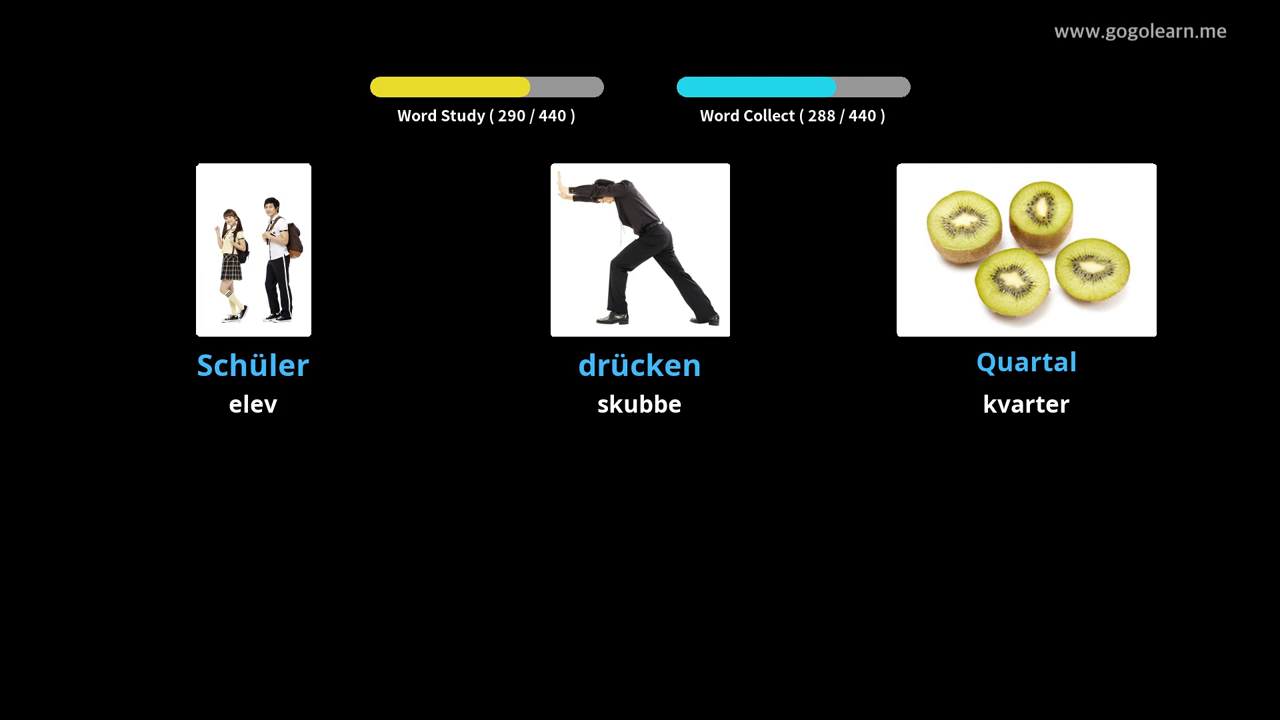 www.gogolearn.me
Word Study ( 290 / 440 )
Word Collect ( 288 / 440 )
Schüler
drücken
Quartal
elev
skubbe
kvarter